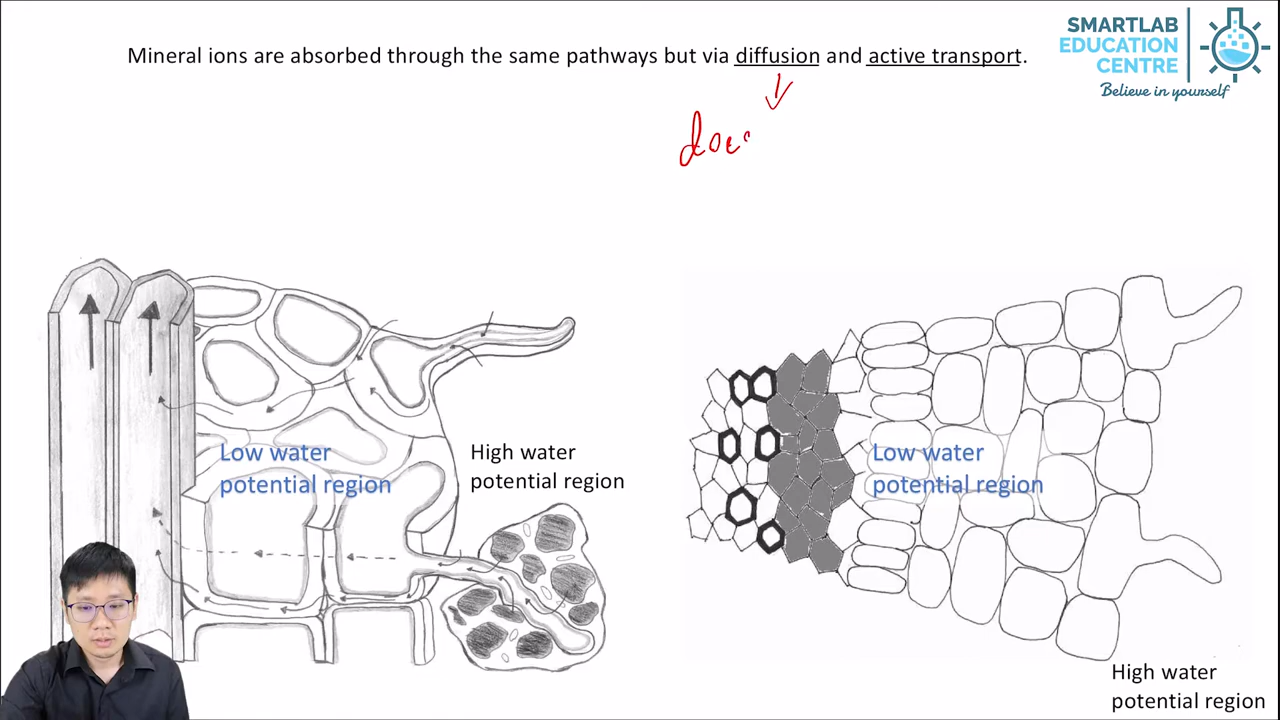 Mineral ions are absorbed through the same pathways but via diffusion and active transport.
SMARTLAB
EDUCATION
CENTRE
Believe in yourself
Low water
potential region
High water
potential region
Low water
potential region
High water
potential region